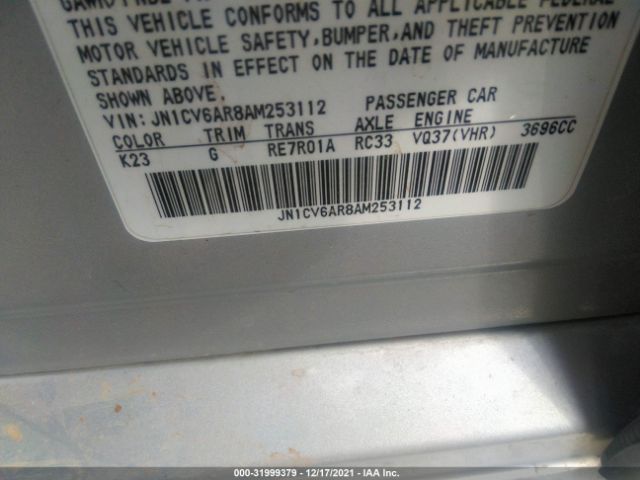 THIS VEHICLE CONFORMS TO ALL APPLICABLE FEDERAL
MOTOR VEHICLE SAFETY, BUMPER, AND THEFT PREVENTION
STANDARDS IN EFFECT ON THE DATE OF MANUFACTURE
SHOWN ABOVE.
VIN: JN1CV6AR8AM253112 PASSENGER CAR
COLOR TRIM TRANS AXLE ENGINE
K23 G RE7R01A RC33 VQ37(VHR) 3696CC
JN1CV6AR8AM253112
000-31999379 - 12/17/2021 - IAA Inc.